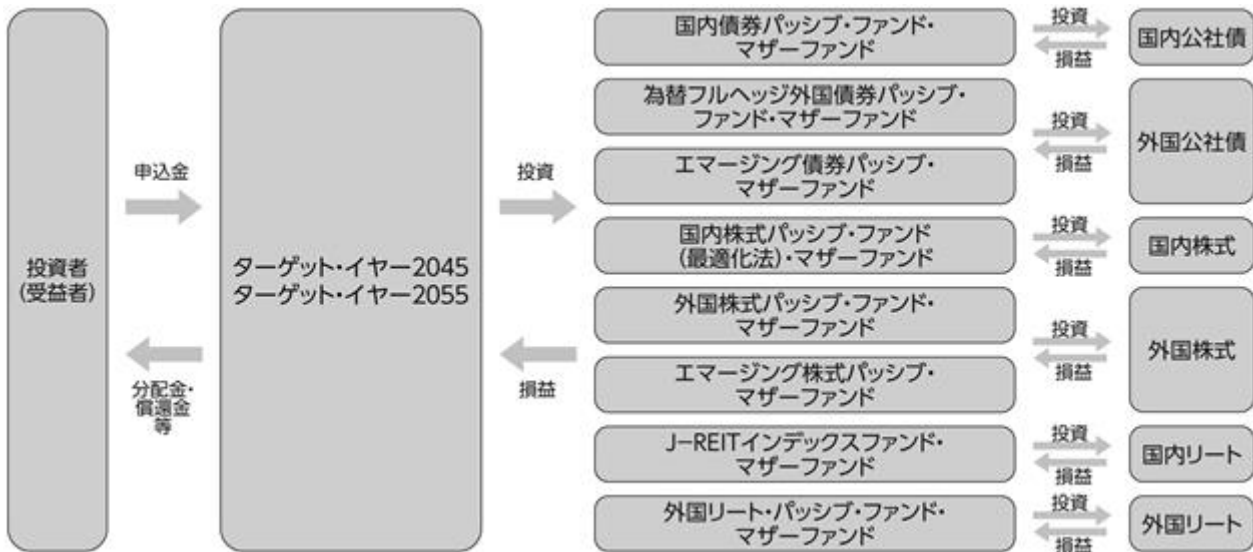 投資者
(受益者)
申込金
分配金・
償還金
等
ターゲット・イヤー2045
ターゲット・イヤー2055
投資
損益
国内債券パッシブ・ファンド・
マザーファンド
投資
損益
国内公社債
為替フルヘッジ外国債券パッシブ・
ファンド・マザーファンド
エマージング債券パッシブ・
マザーファンド
投資
損益
外国公社債
国内株式パッシブ・ファンド
(最適化法)・マザーファンド
投資
損益
国内株式
外国株式パッシブ・ファンド・
マザーファンド
エマージング株式パッシブ・
マザーファンド
投資
損益
外国株式
J-REITインデックスファンド・
マザーファンド
投資
損益
国内リート
外国リート・パッシブ・ファンド・
マザーファンド
投資
損益
外国リート